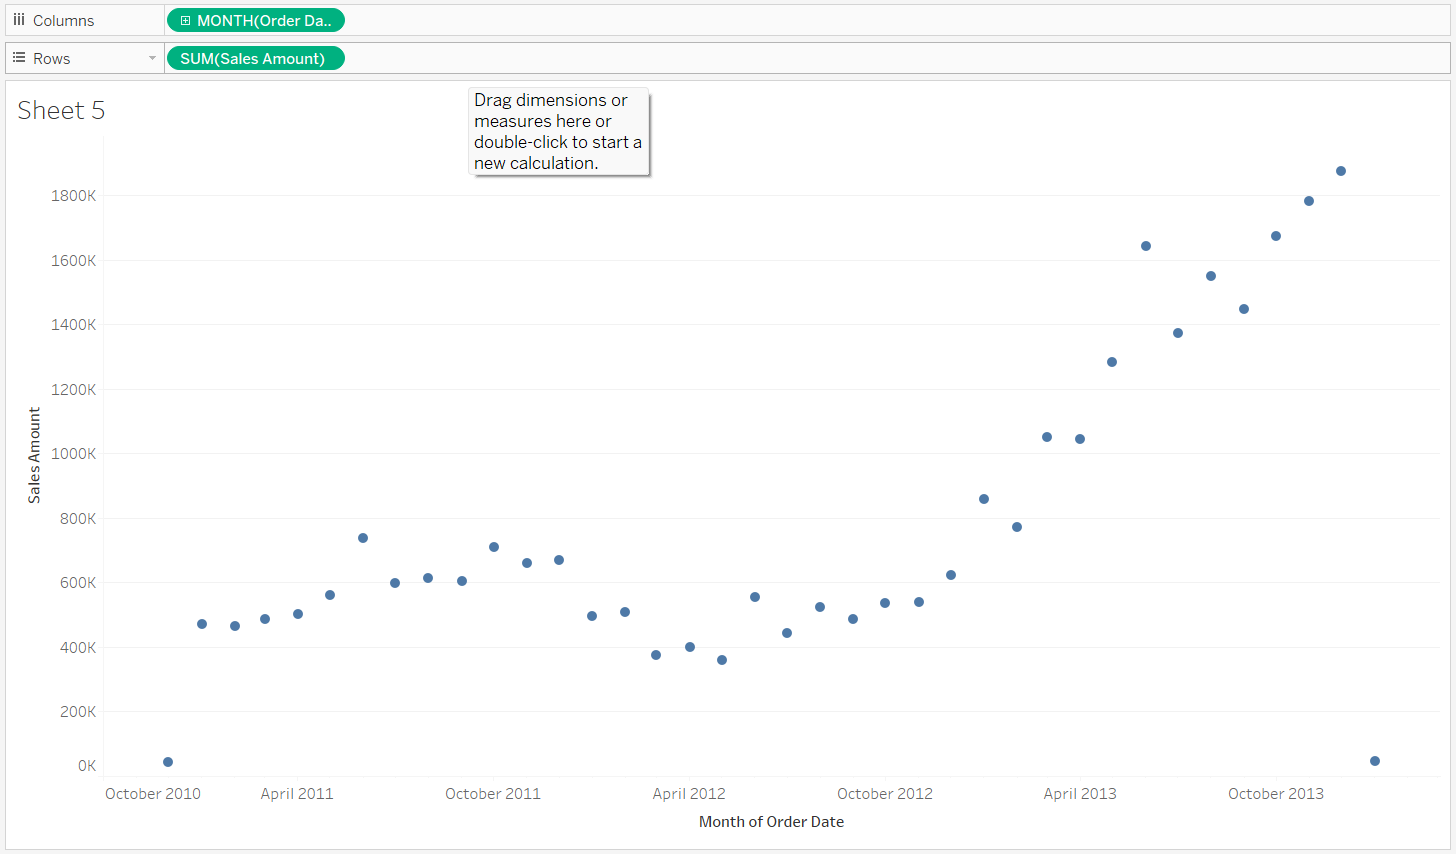 Columns
MONTH(Order Da..
Rows
SUM(Sales Amount)
Sheet 5
Drag dimensions or
measures here or
double-click to start a
new calculation.
1800K
1600K
1400K
1200K
1000K
800K
600K
400K
200K
0K
Sales Amount
October 2010
April 2011
October 2011
April 2012
October 2012
April 2013
October 2013
Month of Order Date